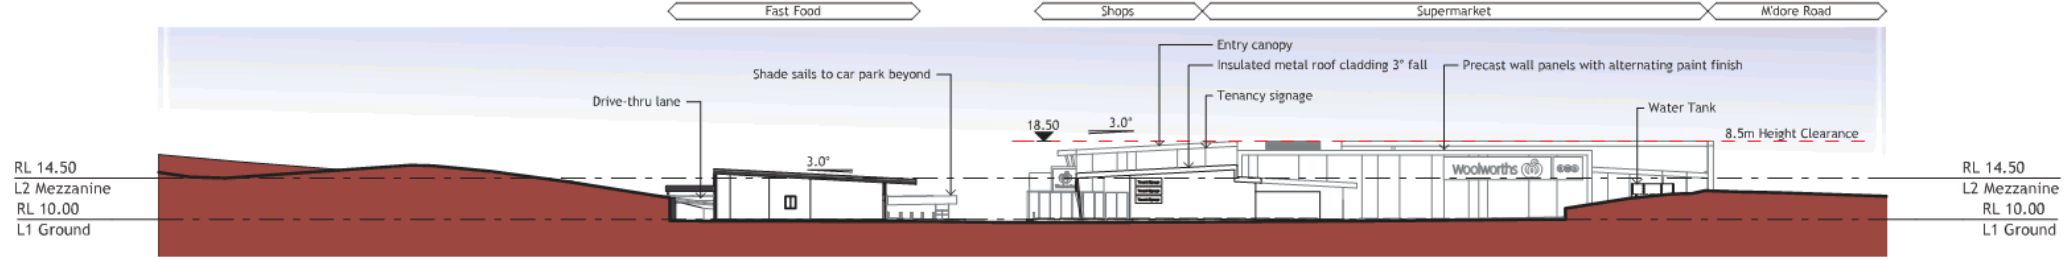 Fast Food
Shops
Supermarket
M'dore Road
Entry canopy
Insulated metal roof cladding 3° fall
Precast wall panels with alternating paint finish
Shade sails to car park beyond
Drive-thru lane
Tenancy signage
Water Tank
18.50
3.0°
8.5m Height Clearance
3.0°
RL 14.50
L2 Mezzanine
RL 10.00
L1 Ground
Woolworths
RL 14.50
L2 Mezzanine
RL 10.00
L1 Ground